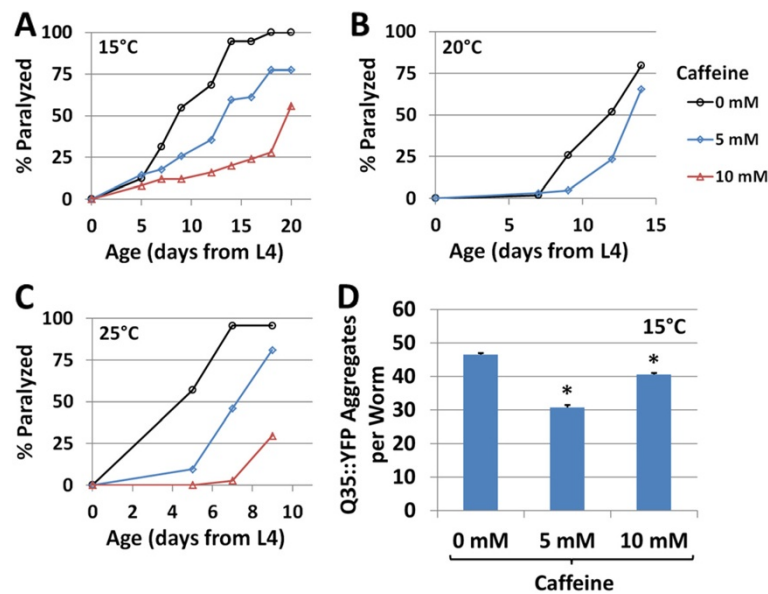 A
15°C
% Paralyzed
100
75
50
25
0
0 5 10 15 20
Age (days from L4)
B
20°C
% Paralyzed
100
75
50
25
0
0 5 10 15
Age (days from L4)
Caffeine
0 mM
5 mM
10 mM
C
25°C
% Paralyzed
100
75
50
25
0
0 2 4 6 8 10
Age (days from L4)
D
15°C
Q35::YFP Aggregates
per Worm
60
50
40
30
20
10
0
* *
0 mM 5 mM 10 mM
Caffeine